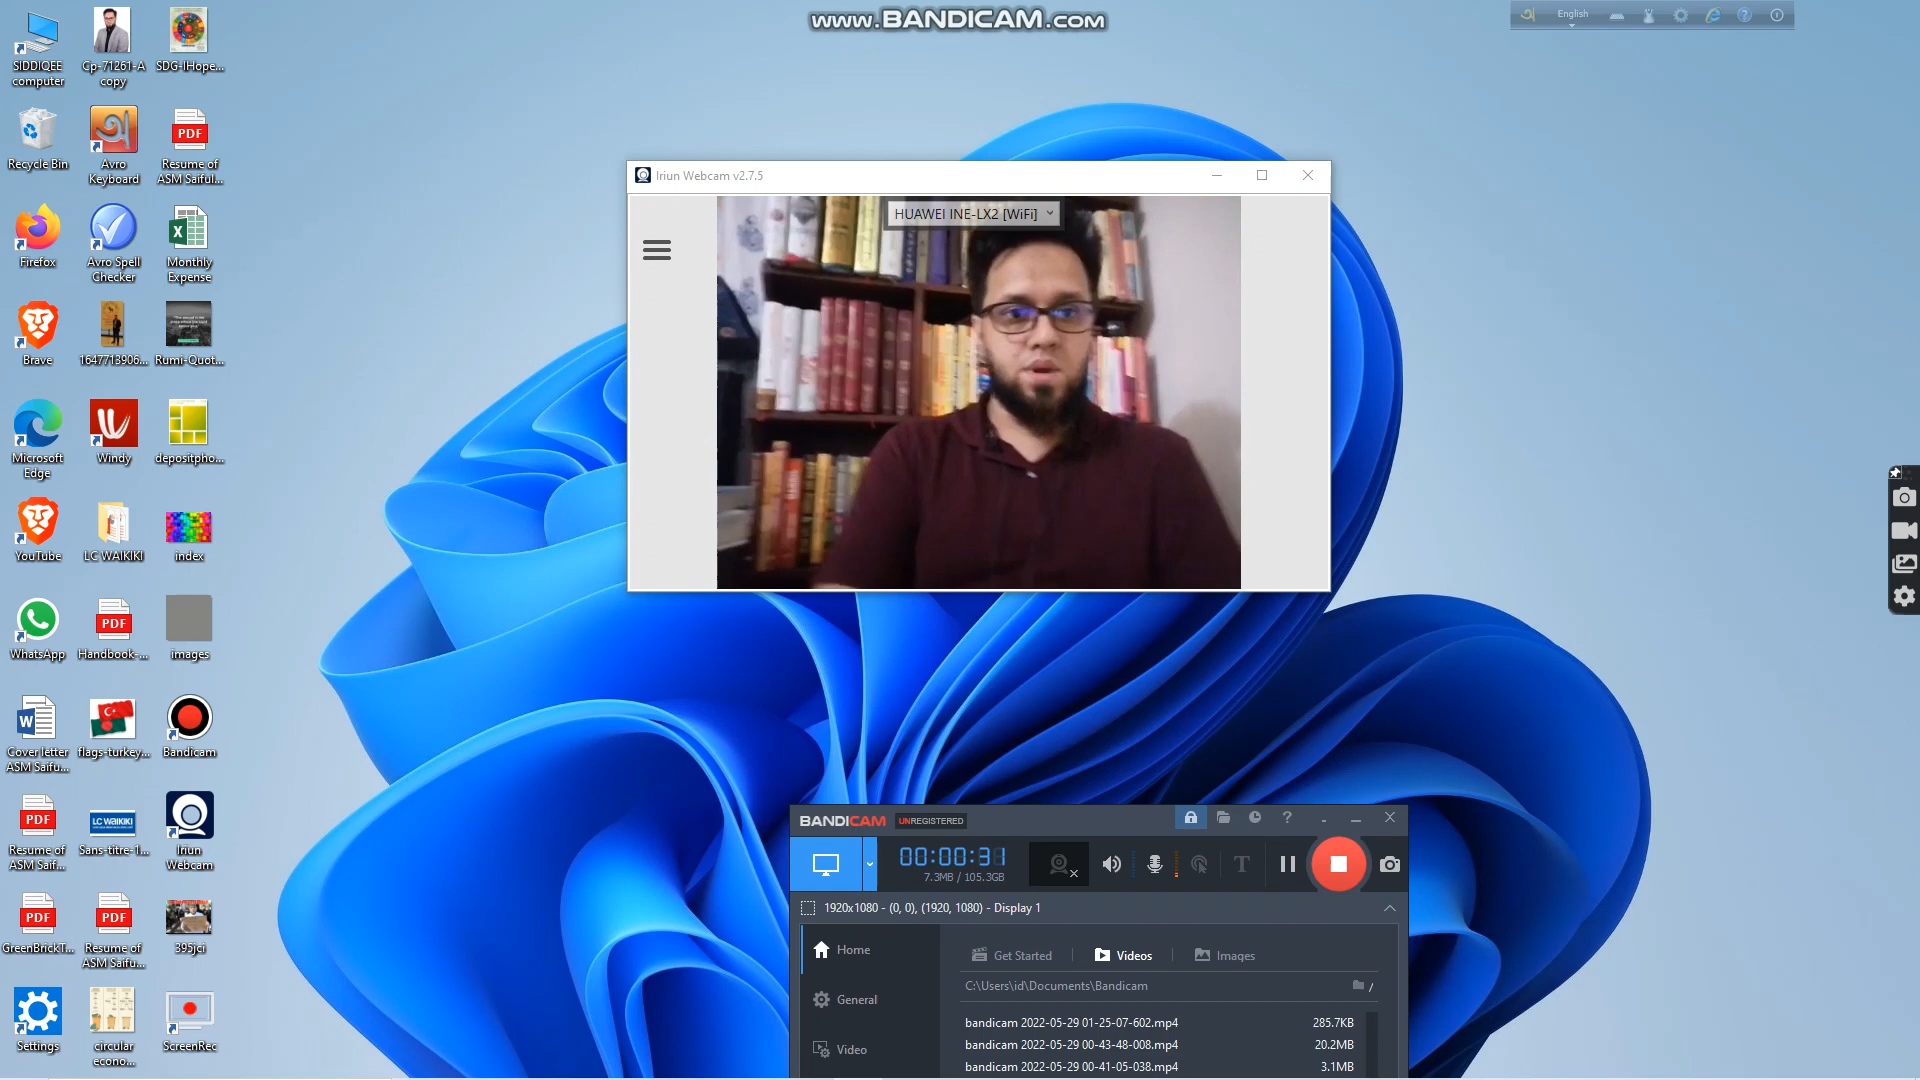 www.BANDICAM.com
English
SIDDIQEE
computer
Cp-71261-A
copy
SDG-IHope...
Recycle Bin
Avro
Keyboard
PDF
Resume of
ASM Saiful...
Firefox
Avro Spell
Checker
Monthly
Expense
Brave
1647713906...
Rumi-Quot...
Microsoft
Edge
Windy
depositpho...
YouTube
LC WAIKIKI
index
WhatsApp
PDF
Handbook-...
images
Cover letter
ASM Saifu...
flags-turkey...
Bandicam
PDF
Resume of
ASM Saif...
LC WAIKIKI
Sans-titre-1...
Iriun
Webcam
PDF
GreenBrickT...
PDF
Resume of
ASM Saifu...
395jci
Settings
circular
econo...
ScreenRec
Iriun Webcam v2.7.5
HUAWEI INE-LX2 [WiFi]
BANDICAM UNREGISTERED
00:00:31
7.3MB / 105.3GB
1920x1080 - (0, 0), (1920, 1080) - Display 1
Home
General
Video
Get Started
Videos
Images
C:\Users\id\Documents\Bandicam
bandicam 2022-05-29 01-25-07-602.mp4 285.7KB
bandicam 2022-05-29 00-43-48-008.mp4 20.2MB
bandicam 2022-05-29 00-41-05-038.mp4 3.1MB